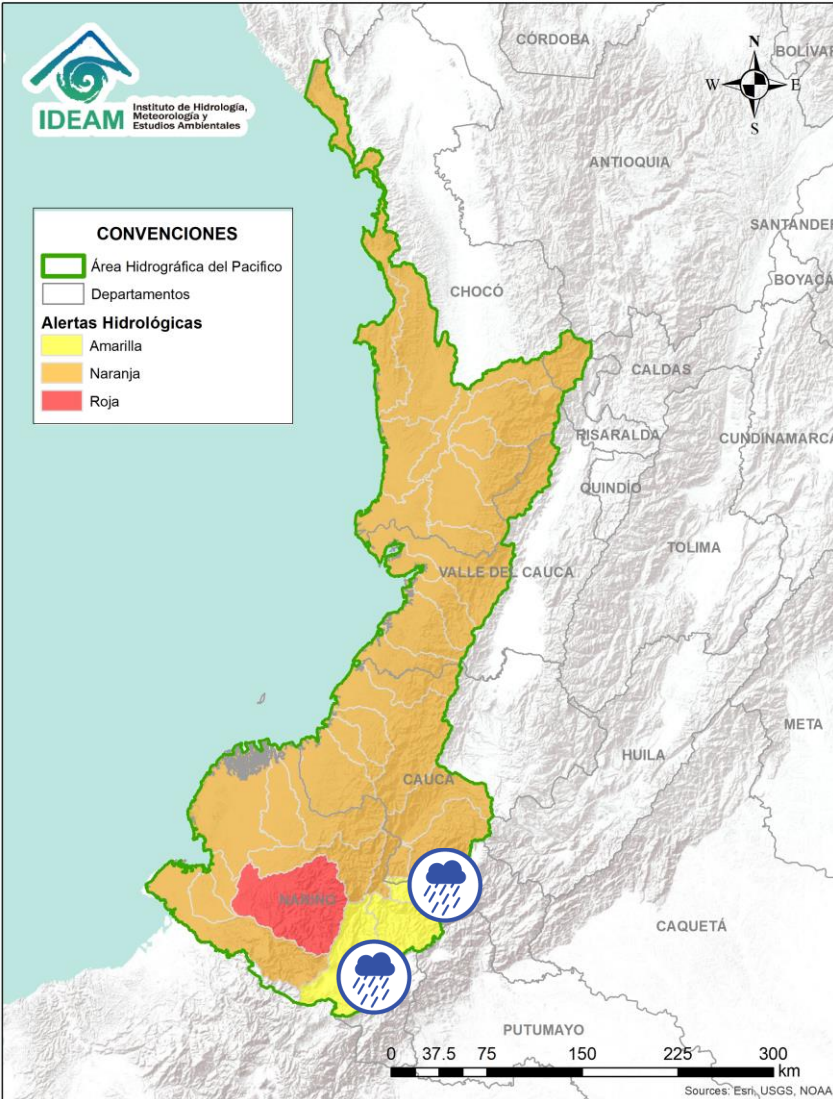 IDEAM
Instituto de Hidrología,
Meteorología y
Estudios Ambientales
CÓRDOBA
BOLÍVAR
N
W
E
S
ANTIOQUIA
SANTANDER
CONVENCIONES
Área Hidrográfica del Pacifico
Departamentos
Alertas Hidrológicas
Amarilla
Naranja
Roja
BOYACÁ
CHOCÓ
CALDAS
RISARALDA
CUNDINAMARCA
QUINDÍO
TOLIMA
VALLE DEL CAUCA
META
HUILA
CAUCA
NARIÑO
CAQUETÁ
PUTUMAYO
0 37.5 75 150 225 300
km
Sources: Esri, USGS, NOAA